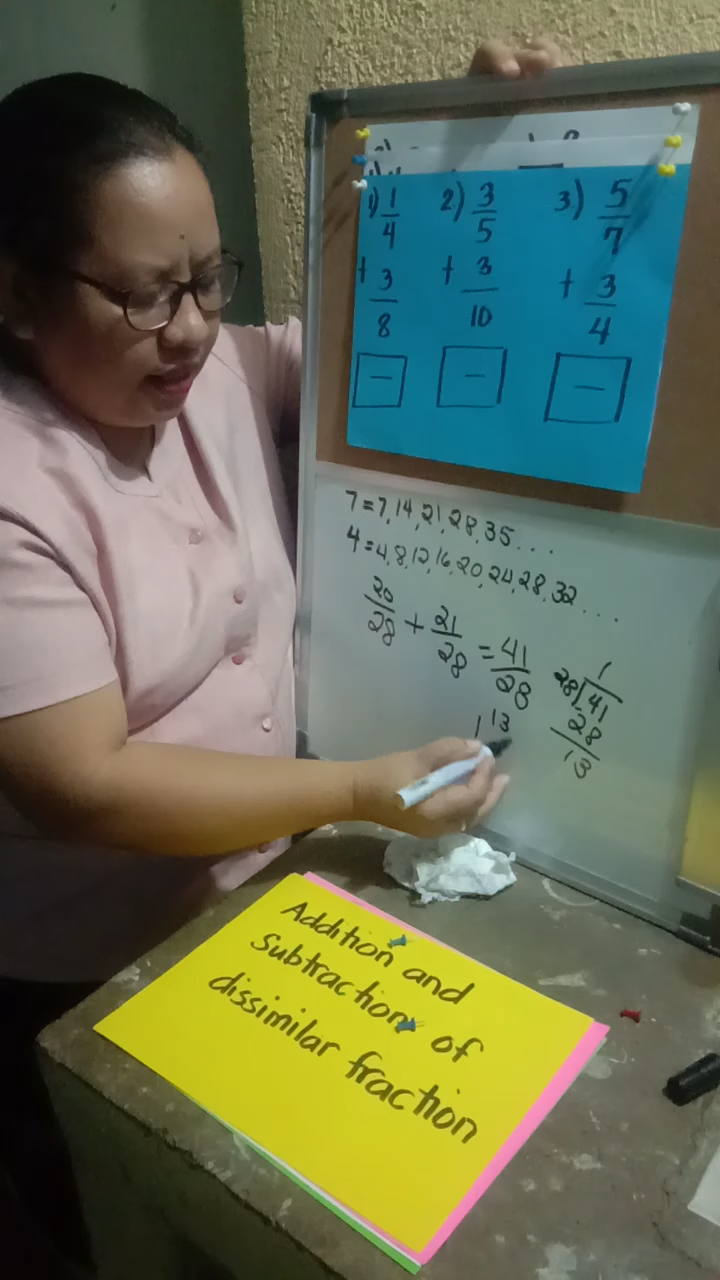 1) 1/4 2) 3/5 3) 5/7
+ 3/8 + 3/10 + 3/4
7=7,14,21,28,35...
4=4,8,12,16,20,24,28,32....
20/28 + 21/28 = 41/28
1
28 41
28
13
1 13
Addition and
Subtraction of
dissimilar fraction